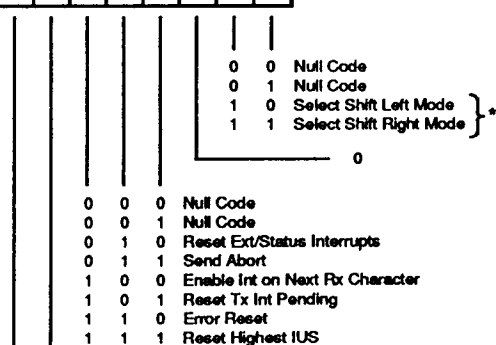 0 0 Null Code
0 1 Null Code
1 0 Select Shift Left Mode
1 1 Select Shift Right Mode
*
0
0 0 0 Null Code
0 0 1 Null Code
0 1 0 Reset Ext/Status Interrupts
0 1 1 Send Abort
1 0 0 Enable Int on Next Rx Character
1 0 1 Reset Tx Int Pending
1 1 0 Error Reset
1 1 1 Reset Highest IUS